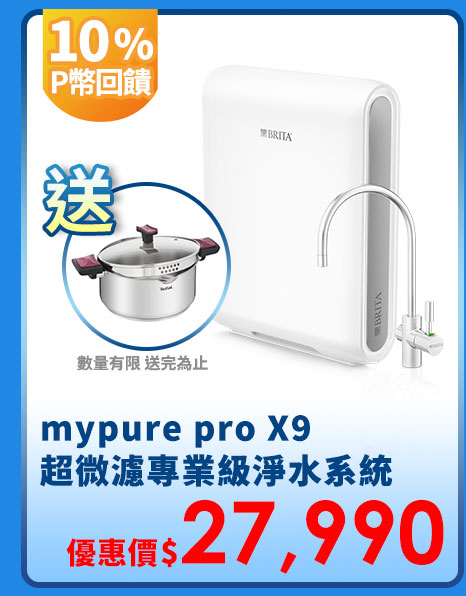 10%
P幣回饋
BRITA
送
Tefal
BRITA
數量有限 送完為止
mypure pro X9
超微濾專業級淨水系統
優惠價$27,990